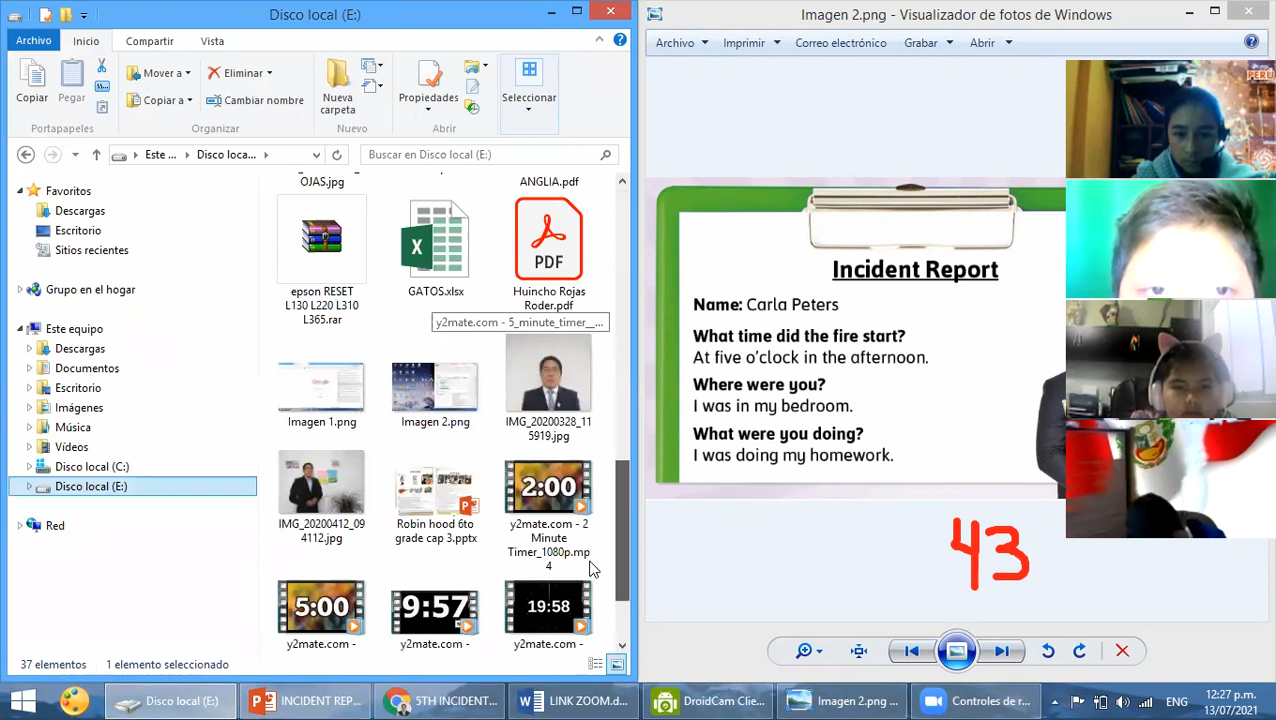 Disco local (E:)
Archivo
Inicio
Compartir
Vista
Copiar
Pegar
Mover a
Copiar a
Eliminar
Cambiar nombre
Nueva
carpeta
Propiedades
Seleccionar
Portapapeles
Organizar
Nuevo
Abrir
Este ...
Disco loca...
Buscar en Disco local (E:)
Favoritos
Descargas
Escritorio
Sitios recientes
Grupo en el hogar
Este equipo
Descargas
Documentos
Escritorio
Imágenes
Música
Vídeos
Disco local (C:)
Disco local (E:)
Red
OJAS.jpg
ANGLIA.pdf
X
PDF
epson RESET
L130 L220 L310
L365.rar
GATOS.xlsx
Huincho Rojas
Roder.pdf
y2mate.com - 5_minute_timer__...
Imagen 1.png
Imagen 2.png
IMG_20200328_11
5919.jpg
2:00
IMG_20200412_09
4112.jpg
Robin hood 6to
grade cap 3.pptx
y2mate.com - 2
Minute
Timer_1080p.mp
4
5:00
9:57
19:58
y2mate.com -
y2mate.com -
y2mate.com -
37 elementos
1 elemento seleccionado
Imagen 2.png - Visualizador de fotos de Windows
Archivo
Imprimir
Correo electrónico
Grabar
Abrir
PERÚ
Incident Report
Name: Carla Peters
What time did the fire start?
At five o'clock in the afternoon.
Where were you?
I was in my bedroom.
What were you doing?
I was doing my homework.
43
Disco local (E:)
INCIDENT REP...
5TH INCIDENT...
LINK ZOOM.d...
DroidCam Clie...
Imagen 2.png ...
Controles de r...
ENG
12:27 p.m.
13/07/2021